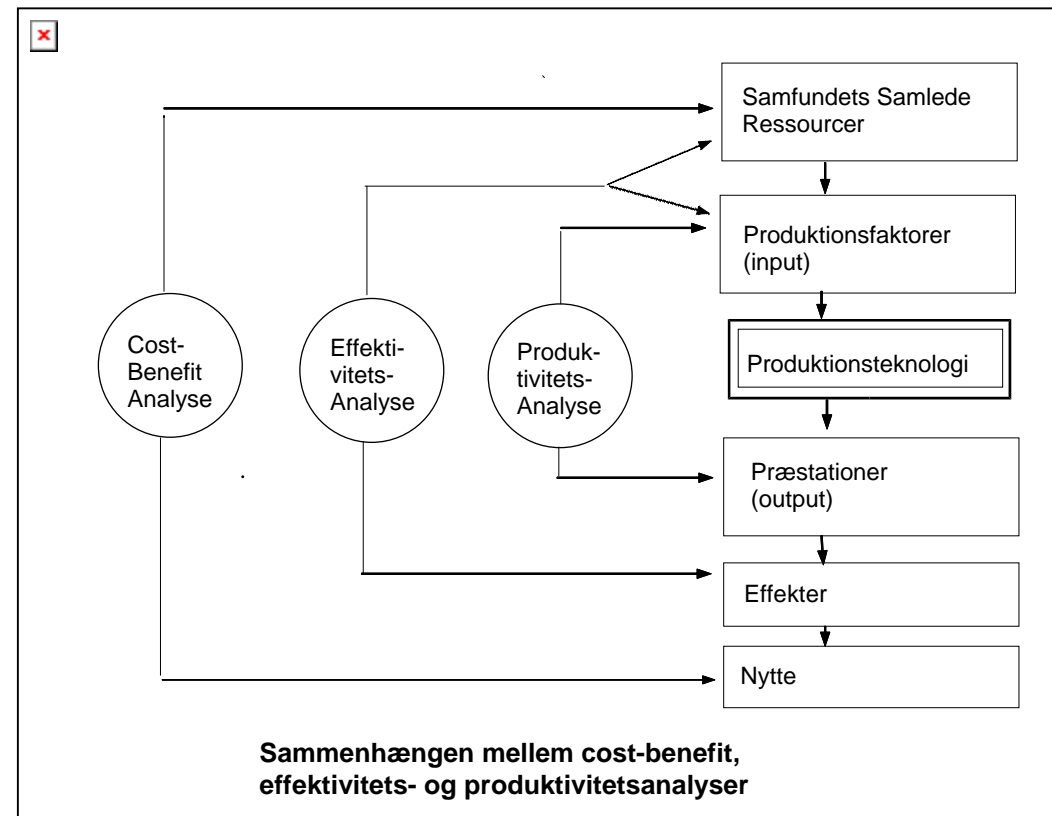 Samfundets Samlede
Ressourcer
Produktionsfaktorer
(input)
Cost-
Benefit
Analyse
Effekti-
vitets-
Analyse
Produk-
tivitets-
Analyse
Produktionsteknologi
Præstationer
(output)
Effekter
Nytte
Sammenhængen mellem cost-benefit,
effektivitets- og produktivitetsanalyser